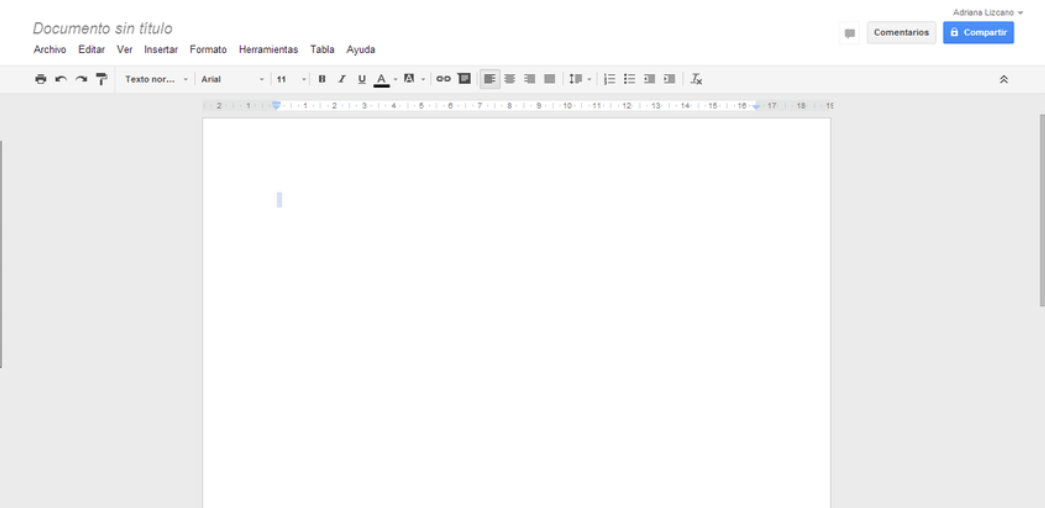 Adriana Lizcano
Documento sin título
Comentarios
Compartir
Archivo Editar Ver Insertar Formato Herramientas Tabla Ayuda
Texto nor... Arial 11 B I U A A
2 1 1 2 3 4 5 6 7 8 9 10 11 12 13 14 15 16 17 18 19